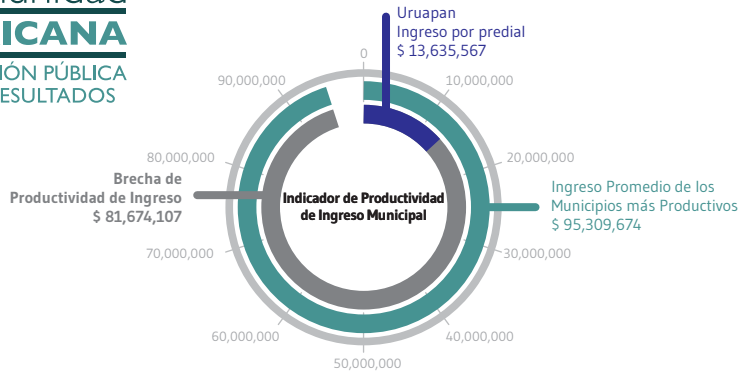 ICANA
IÓN PÚBLICA
ESULTADOS
Uruapan
Ingreso por predial
$ 13,635,567
0
10,000,000
20,000,000
30,000,000
40,000,000
50,000,000
60,000,000
70,000,000
80,000,000
90,000,000
Brecha de
Productividad de Ingreso
$ 81,674,107
Indicador de Productividad
de Ingreso Municipal
Ingreso Promedio de los
Municipios más Productivos
$ 95,309,674